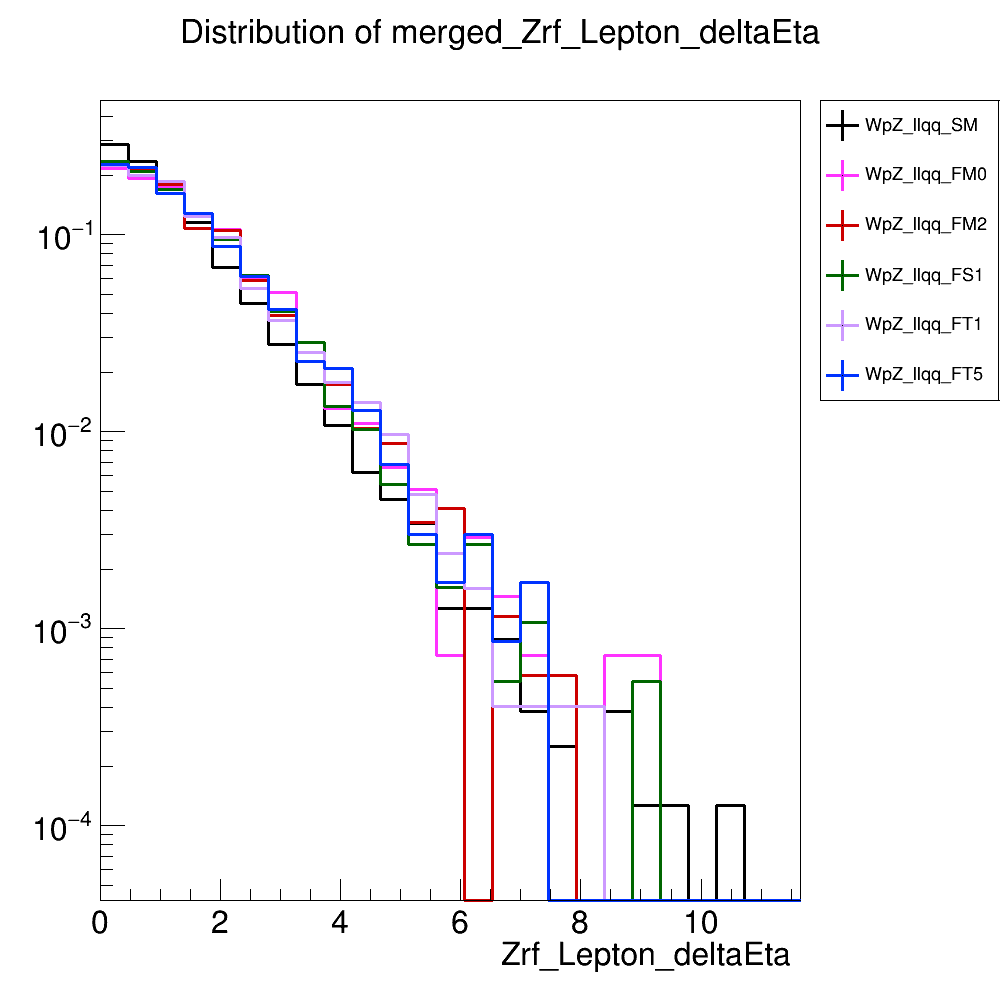 Distribution of merged_Zrf_Lepton_deltaEta
WpZ_llqq_SM
WpZ_llqq_FM0
WpZ_llqq_FM2
WpZ_llqq_FS1
WpZ_llqq_FT1
WpZ_llqq_FT5
10⁻¹
10⁻²
10⁻³
10⁻⁴
0 2 4 6 8 10
Zrf_Lepton_deltaEta